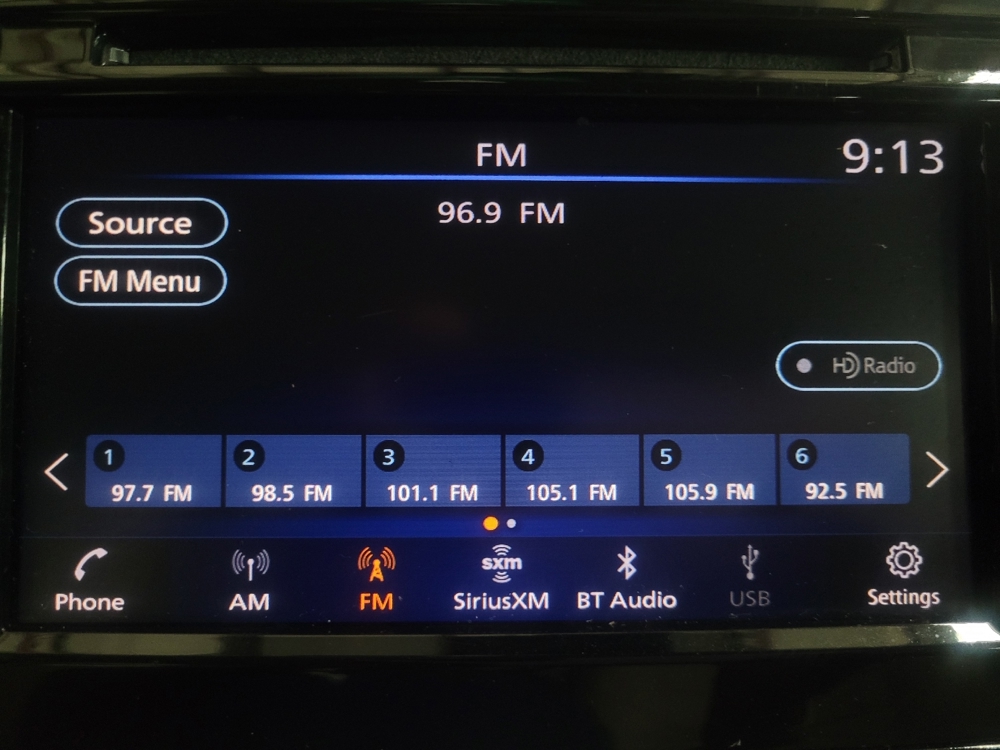 FM
9:13
Source
96.9 FM
FM Menu
HD Radio
1 2 3 4 5 6
97.7 FM 98.5 FM 101.1 FM 105.1 FM 105.9 FM 92.5 FM
sxm
Phone AM FM SiriusXM BT Audio USB Settings